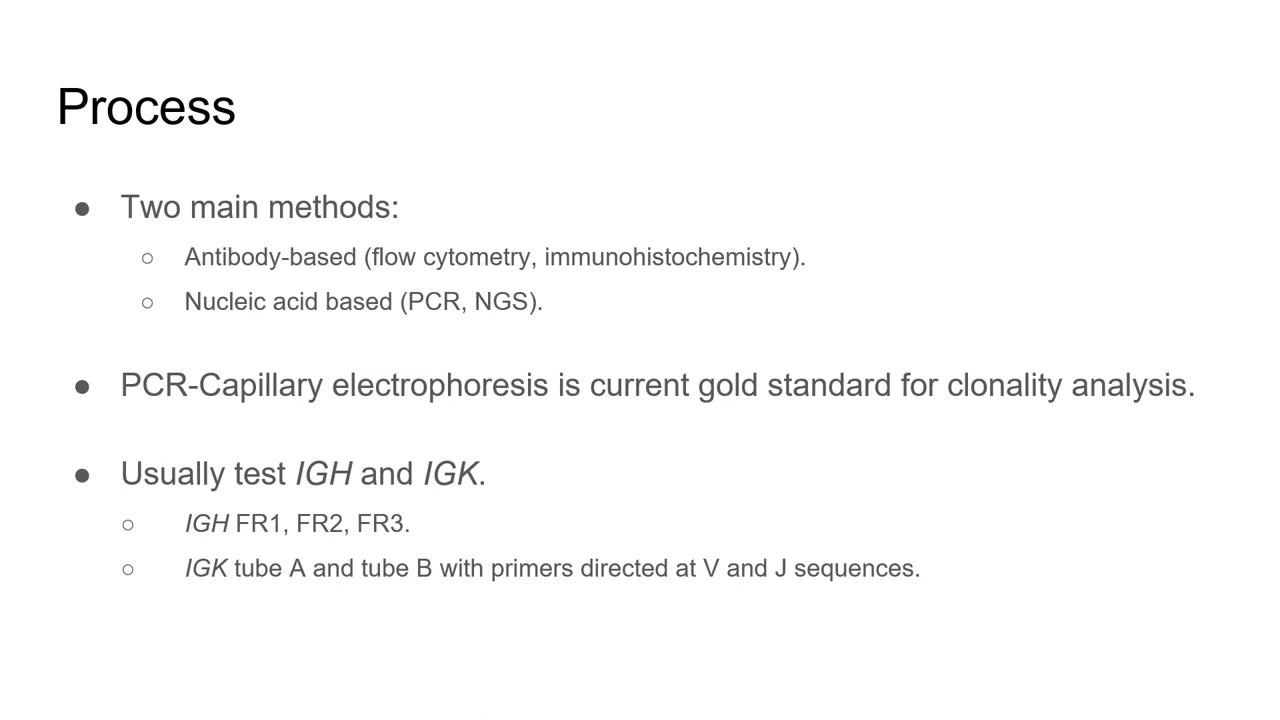 Process
● Two main methods:
○ Antibody-based (flow cytometry, immunohistochemistry).
○ Nucleic acid based (PCR, NGS).
● PCR-Capillary electrophoresis is current gold standard for clonality analysis.
● Usually test IGH and IGK.
○ IGH FR1, FR2, FR3.
○ IGK tube A and tube B with primers directed at V and J sequences.